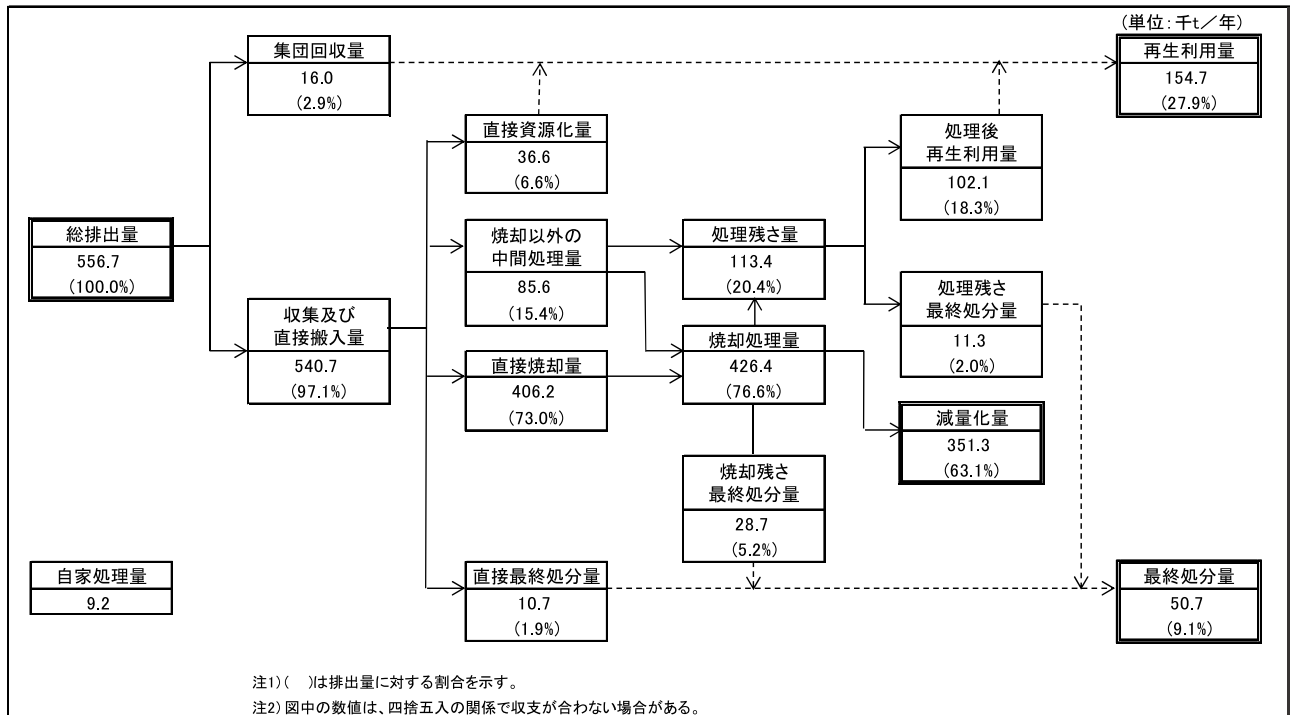 (単位:千t/年)
集団回収量
16.0
(2.9%)
再生利用量
154.7
(27.9%)
直接資源化量
36.6
(6.6%)
処理後
再生利用量
102.1
(18.3%)
総排出量
556.7
(100.0%)
焼却以外の
中間処理量
85.6
(15.4%)
処理残さ量
113.4
(20.4%)
処理残さ
最終処分量
11.3
(2.0%)
収集及び
直接搬入量
540.7
(97.1%)
直接焼却量
406.2
(73.0%)
焼却処理量
426.4
(76.6%)
減量化量
351.3
(63.1%)
焼却残さ
最終処分量
28.7
(5.2%)
自家処理量
9.2
直接最終処分量
10.7
(1.9%)
最終処分量
50.7
(9.1%)
注1)( )は排出量に対する割合を示す。
注2)図中の数値は、四捨五入の関係で収支が合わない場合がある。